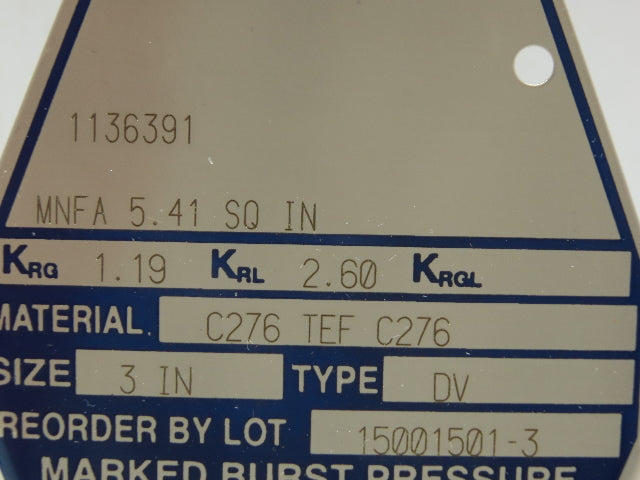 1136391
MNFA 5.41 SQ IN
KRG 1.19 KRL 2.60 KRGL
MATERIAL C276 TEF C276
SIZE 3 IN TYPE DV
REORDER BY LOT 15001501-3
MARKED BURST PRESSURE